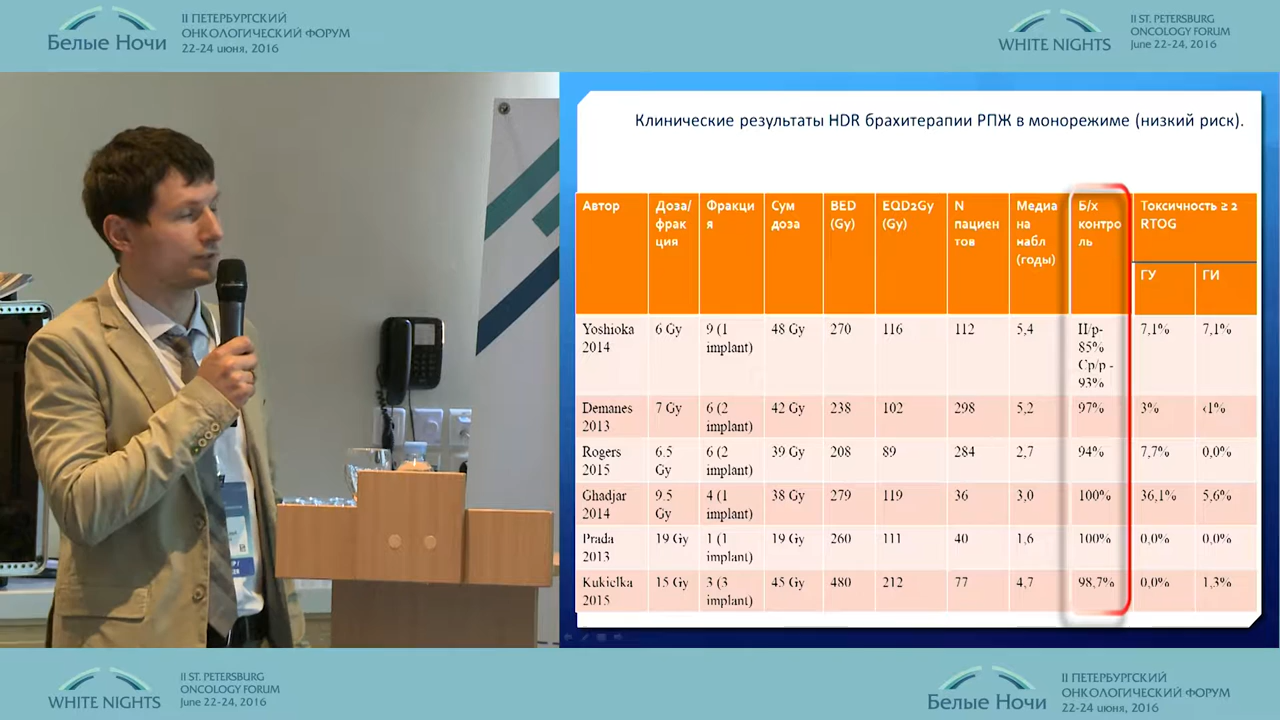 Белые Ночи
II ПЕТЕРБУРГСКИЙ
ОНКОЛОГИЧЕСКИЙ ФОРУМ
22-24 июня, 2016
WHITE NIGHTS
II ST. PETERSBURG
ONCOLOGY FORUM
June 22-24, 2016
Клинические результаты HDR брахитерапии РПЖ в монорежиме (низкий риск).
Автор
Доза/
фрак
ция
Фракци
я
Сум
доза
BED
(Gy)
EQD2Gy
(Gy)
N
пациен
тов
Медиа
на
набл
(годы)
Б/х
контро
ль
Токсичность ≥ 2
RTOG
ГУ
ГИ
Yoshioka
2014
6 Gy
9 (1
implant)
48 Gy
270
116
112
5,4
П/р-
85%
Ср/р -
93%
7,1%
7,1%
Demanes
2013
7 Gy
6 (2
implant)
42 Gy
238
102
298
5,2
97%
3%
<1%
Rogers
2015
6.5
Gy
6 (2
implant)
39 Gy
208
89
284
2,7
94%
7,7%
0,0%
Ghadjar
2014
9.5
Gy
4 (1
implant)
38 Gy
279
119
36
3,0
100%
36,1%
5,6%
Prada
2013
19 Gy
1 (1
implant)
19 Gy
260
111
40
1,6
100%
0,0%
0,0%
Kukielka
2015
15 Gy
3 (3
implant)
45 Gy
480
212
77
4,7
98,7%
0,0%
1,3%
WHITE NIGHTS
II ST. PETERSBURG
ONCOLOGY FORUM
June 22-24, 2016
Белые Ночи
II ПЕТЕРБУРГСКИЙ
ОНКОЛОГИЧЕСКИЙ ФОРУМ
22-24 июня, 2016